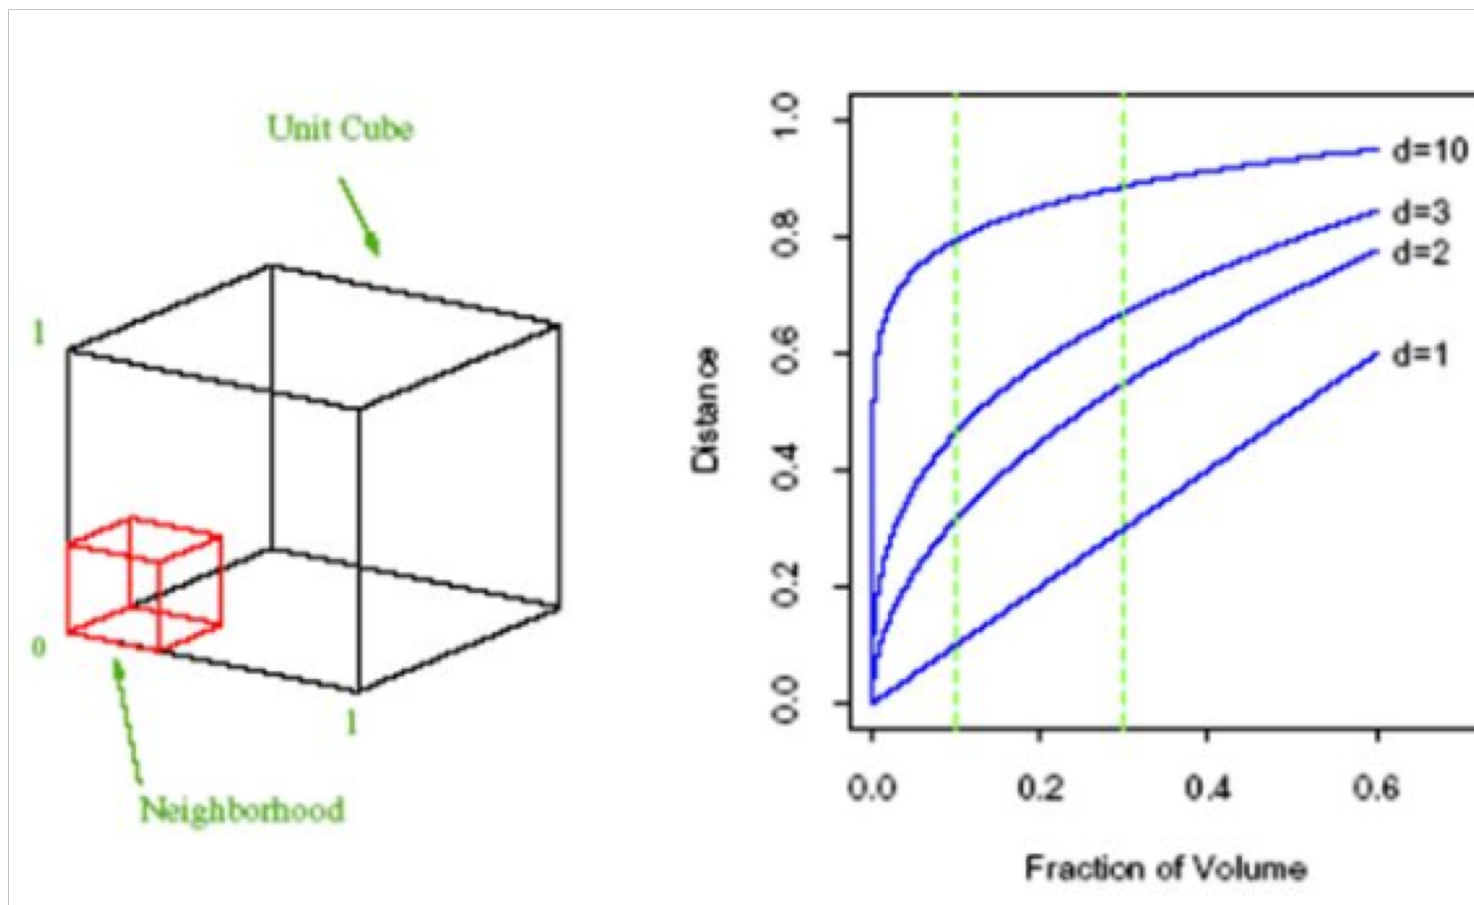 Unit Cube
1
0
1
Neighborhood
Distance
1.0
0.8
0.6
0.4
0.2
0.0
d=10
d=3
d=2
d=1
0.0 0.2 0.4 0.6
Fraction of Volume